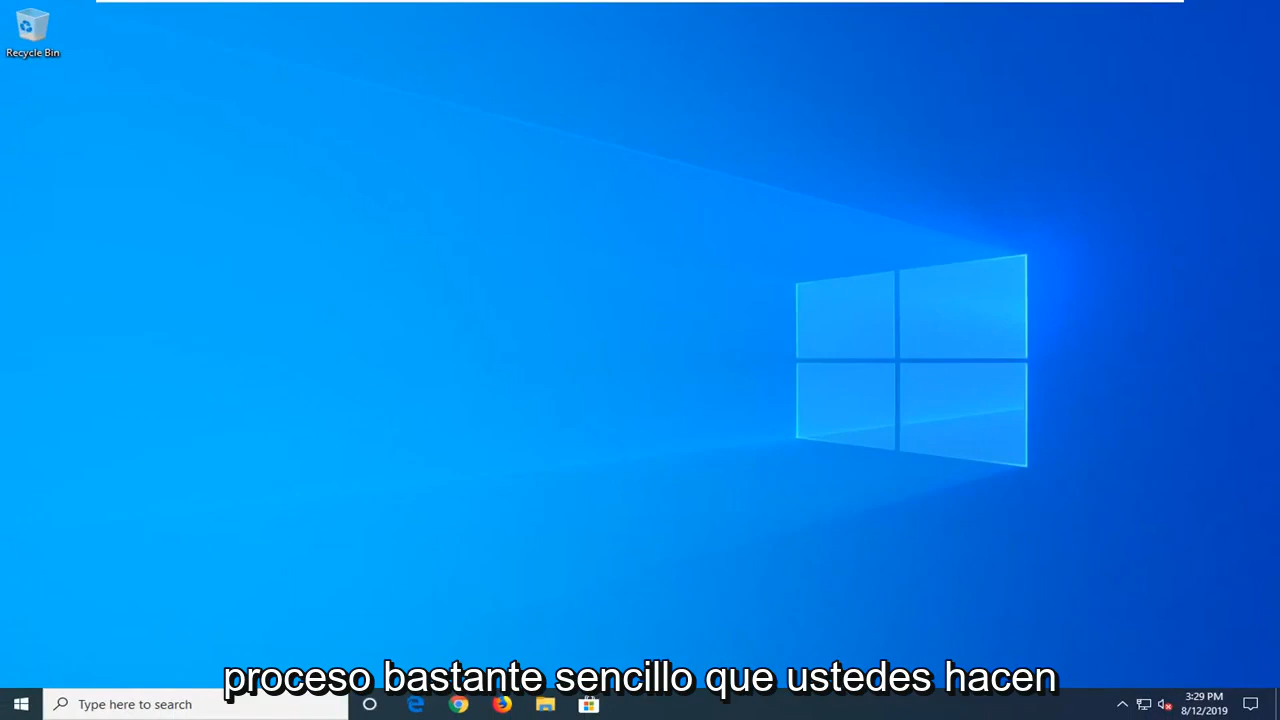 Recycle Bin
proceso bastante sencillo que ustedes hacen
Type here to search
3:29 PM
8/12/2019